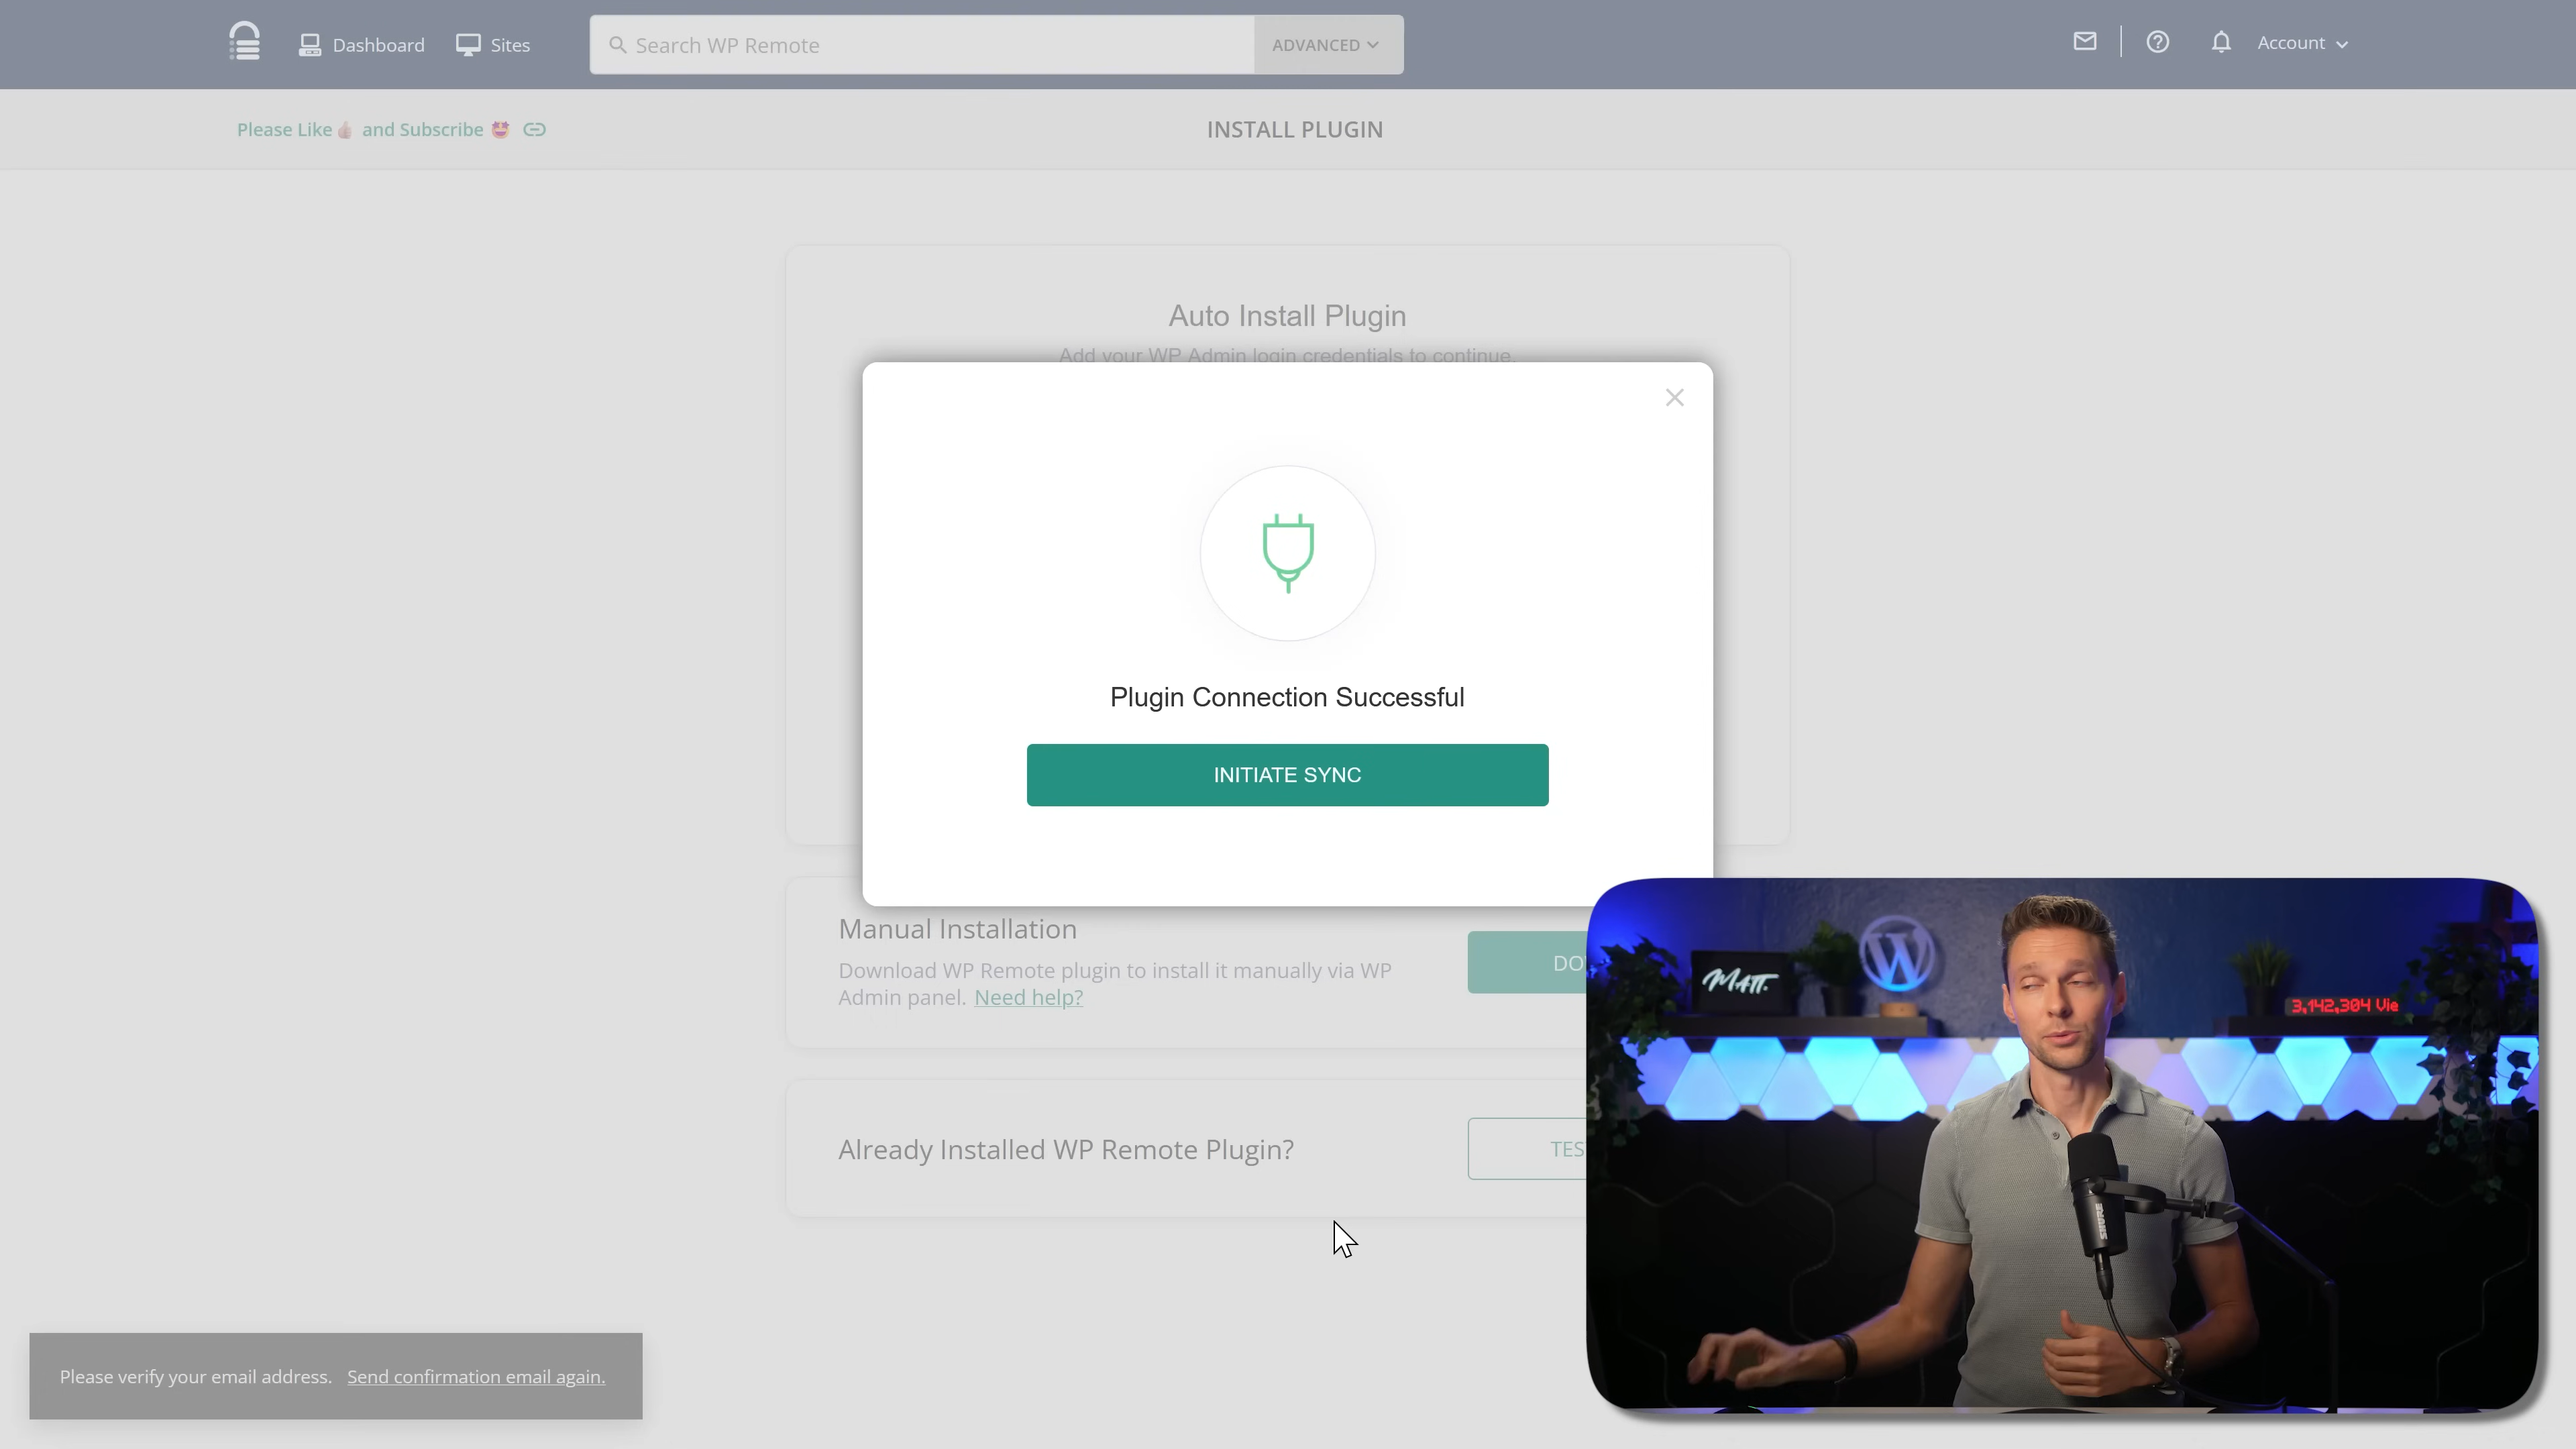 Dashboard
Sites
Search WP Remote
ADVANCED
Account
Please Like👍 and Subscribe 🤩
INSTALL PLUGIN
Auto Install Plugin
Add your WP Admin login credentials to continue.
Plugin Connection Successful
INITIATE SYNC
Manual Installation
Download WP Remote plugin to install it manually via WP
Admin panel. Need help?
DO
Already Installed WP Remote Plugin?
TES
MATT.
3,142,304 Vie
SHURE
Please verify your email address. Send confirmation email again.